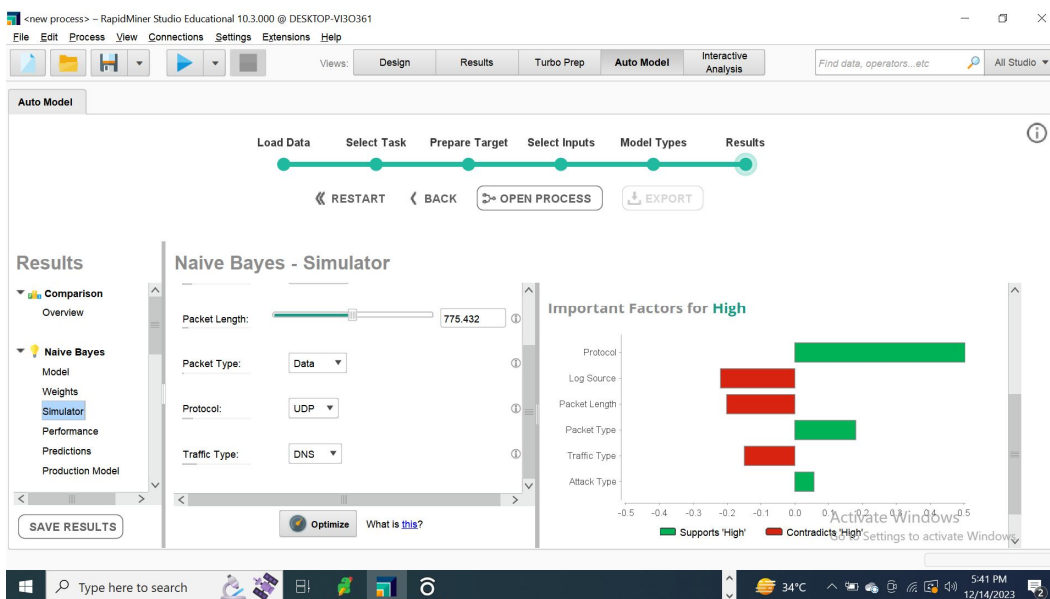 <new process> – RapidMiner Studio Educational 10.3.000 @ DESKTOP-VI3O361
File Edit Process View Connections Settings Extensions Help
Views: Design Results Turbo Prep Auto Model Interactive Analysis Find data, operators...etc All Studio
Auto Model
Load Data Select Task Prepare Target Select Inputs Model Types Results
RESTART BACK OPEN PROCESS EXPORT
Results
Comparison
Overview
Naive Bayes
Model
Weights
Simulator
Performance
Predictions
Production Model
SAVE RESULTS
Naive Bayes - Simulator
Packet Length: 775.432
Packet Type: Data
Protocol: UDP
Traffic Type: DNS
Optimize What is this?
Important Factors for High
Protocol
Log Source
Packet Length
Packet Type
Traffic Type
Attack Type
-0.5 -0.4 -0.3 -0.2 -0.1 0.0 0.1 0.2 0.3 0.4 0.5
Supports 'High' Contradicts 'High'
Activate Windows
Go to Settings to activate Windows.
Type here to search
34°C
5:41 PM
12/14/2023
2